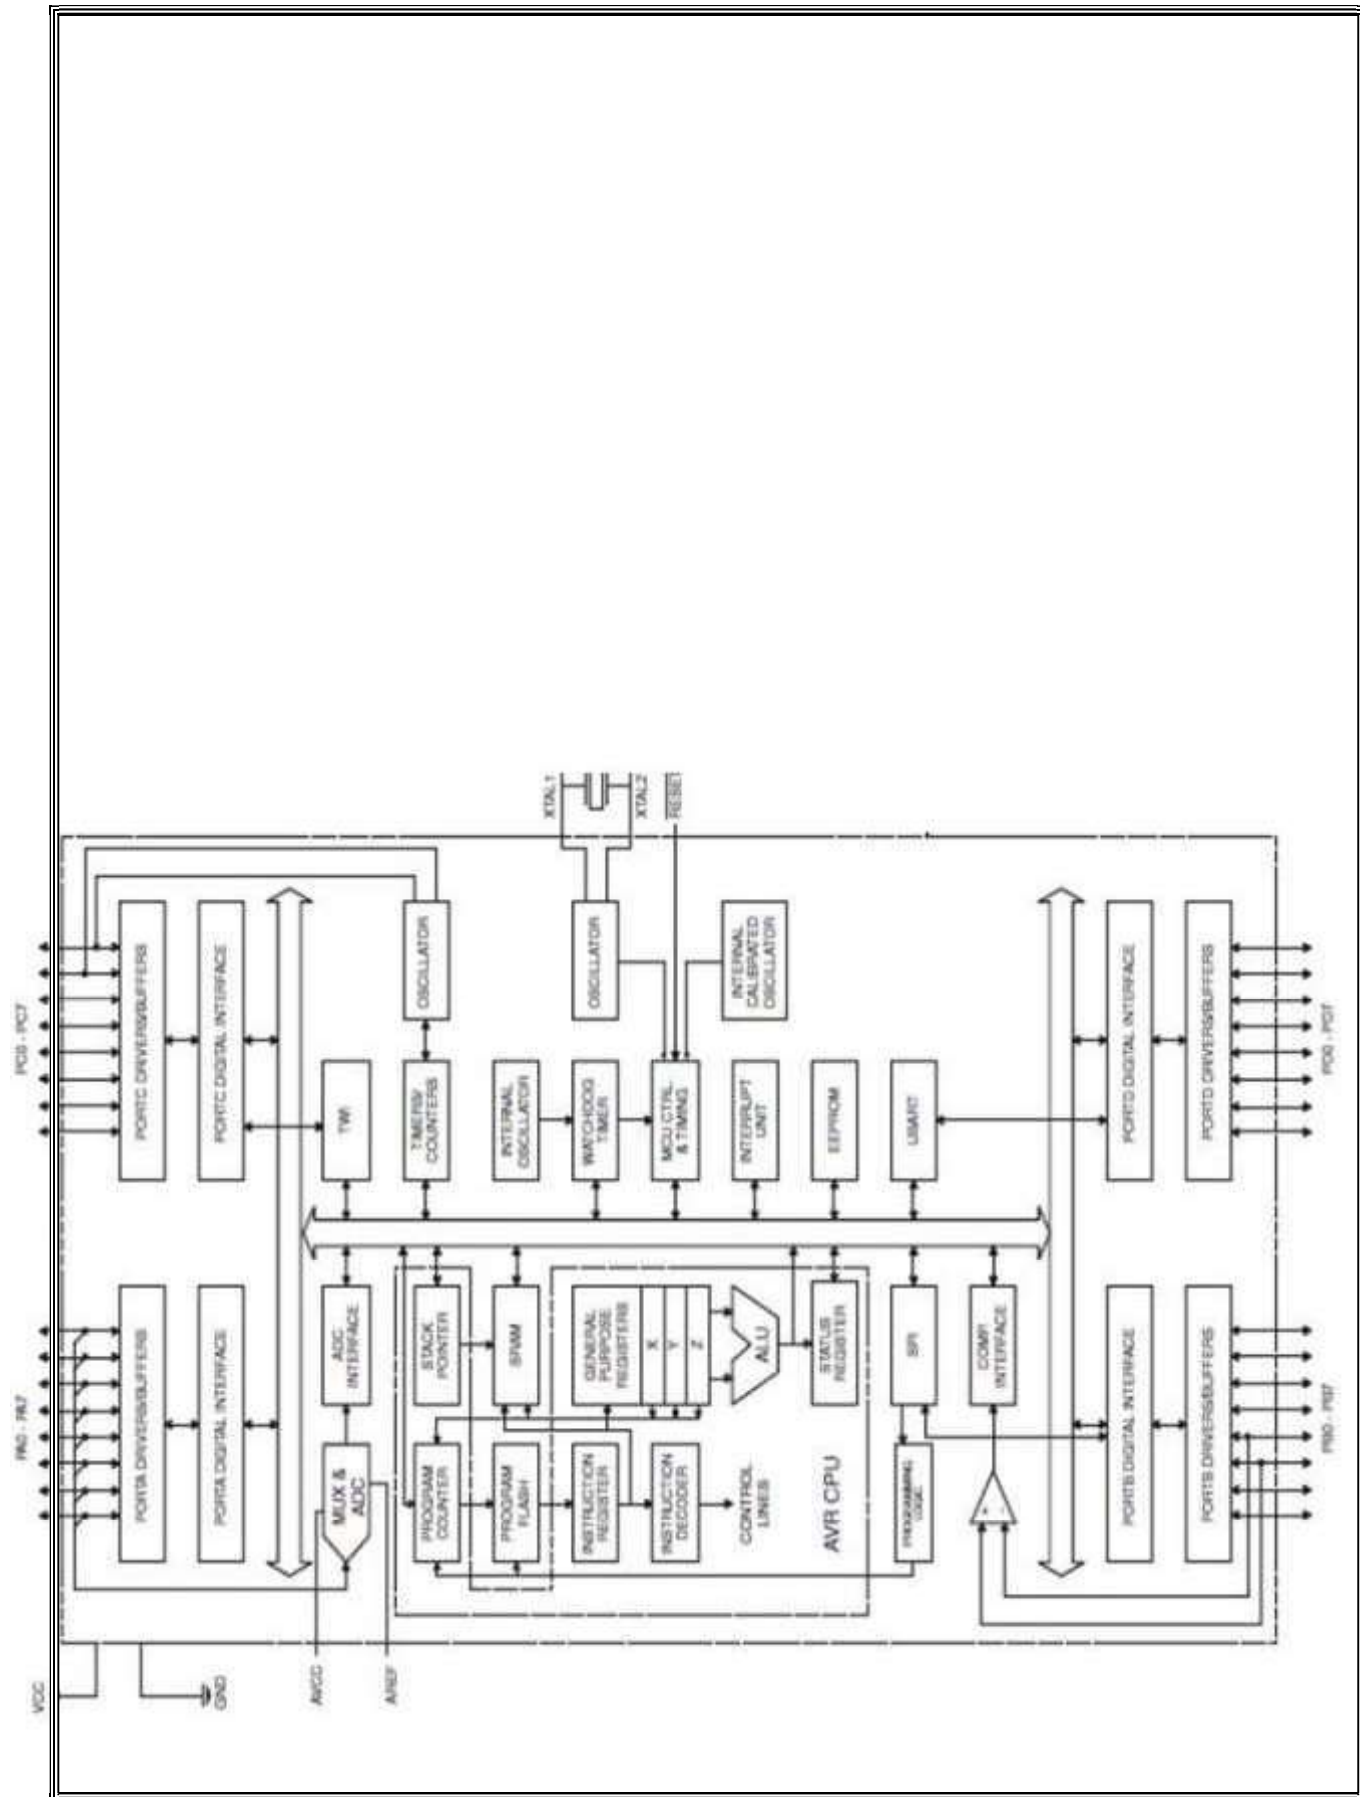 PA0 - PA7
PC0 - PC7
VCC
GND
PORTA DRIVERS/BUFFERS
PORTC DRIVERS/BUFFERS
PORTA DIGITAL INTERFACE
PORTC DIGITAL INTERFACE
AVCC
AREF
MUX &
ADC
ADC
INTERFACE
TWI
PROGRAM
COUNTER
STACK
POINTER
TIMERS/
COUNTERS
OSCILLATOR
PROGRAM
FLASH
SRAM
INTERNAL
OSCILLATOR
XTAL1
INSTRUCTION
REGISTER
GENERAL
PURPOSE
REGISTERS
X
Y
Z
WATCHDOG
TIMER
OSCILLATOR
XTAL2
INSTRUCTION
DECODER
MCU CTRL.
& TIMING
RESET
CONTROL
LINES
ALU
INTERRUPT
UNIT
INTERNAL
CALIBRATED
OSCILLATOR
AVR CPU
STATUS
REGISTER
EEPROM
PROGRAMMING
LOGIC
SPI
USART
+
-
COMP.
INTERFACE
PORTB DIGITAL INTERFACE
PORTD DIGITAL INTERFACE
PORTB DRIVERS/BUFFERS
PORTD DRIVERS/BUFFERS
PB0 - PB7
PD0 - PD7